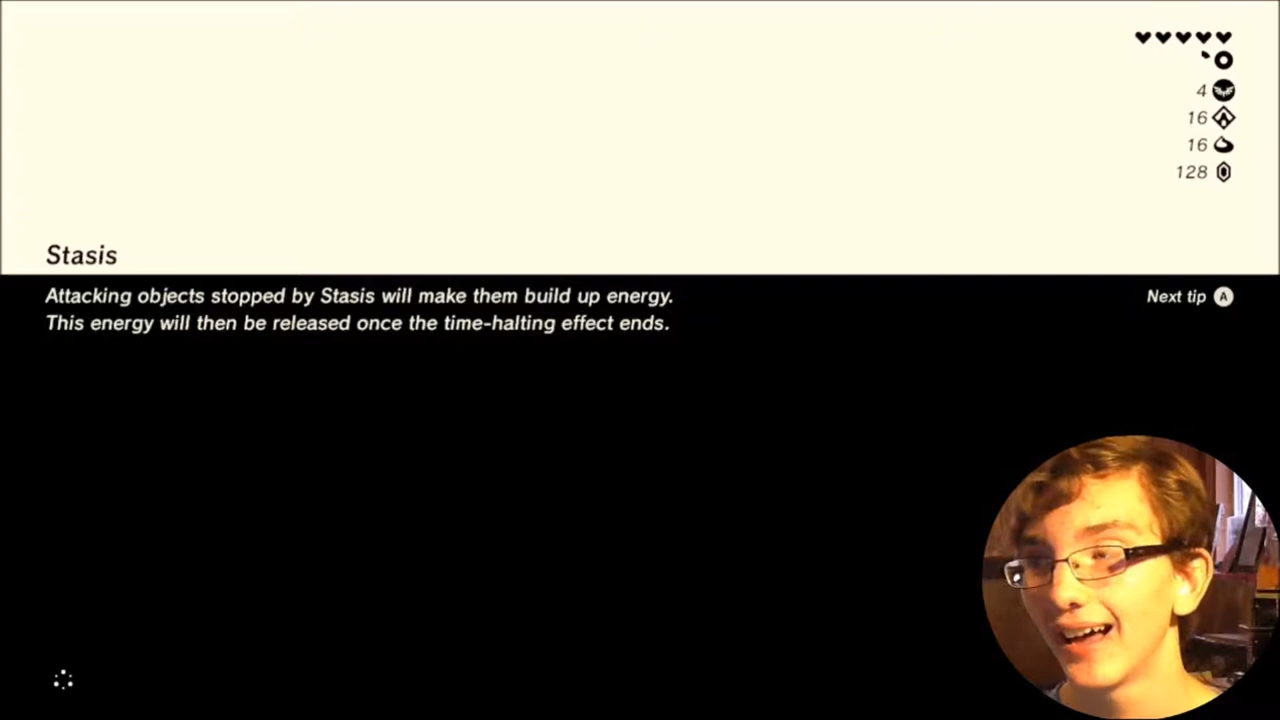 4
16
16
128
Stasis
Attacking objects stopped by Stasis will make them build up energy.
This energy will then be released once the time-halting effect ends.
Next tip A